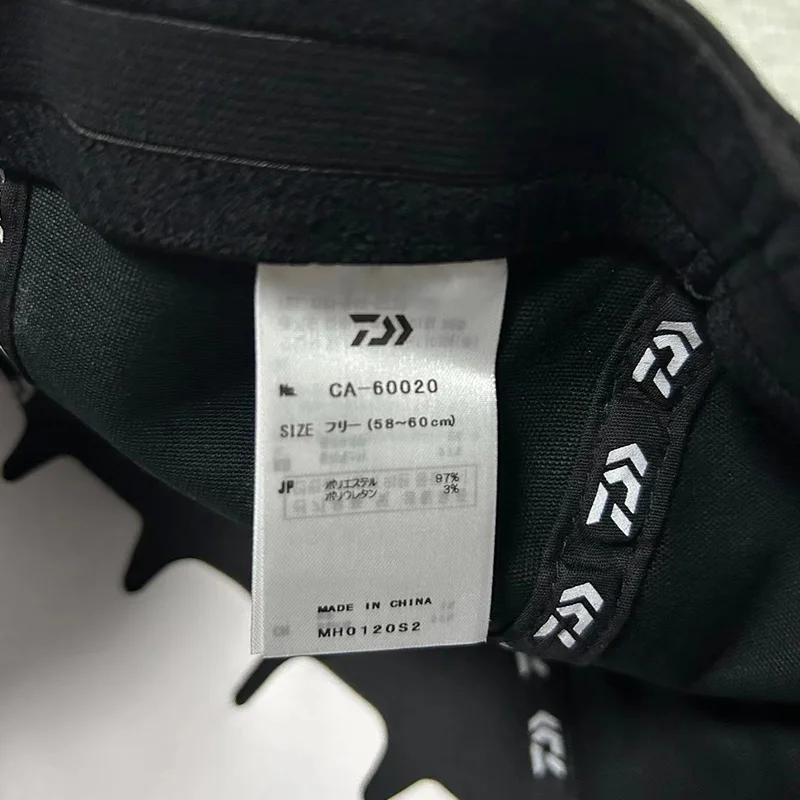 № CA-60020
SIZE フリー(58~60cm)
JP ポリエステル 97%
ポリウレタン 3%
MADE IN CHINA
MH0120S2